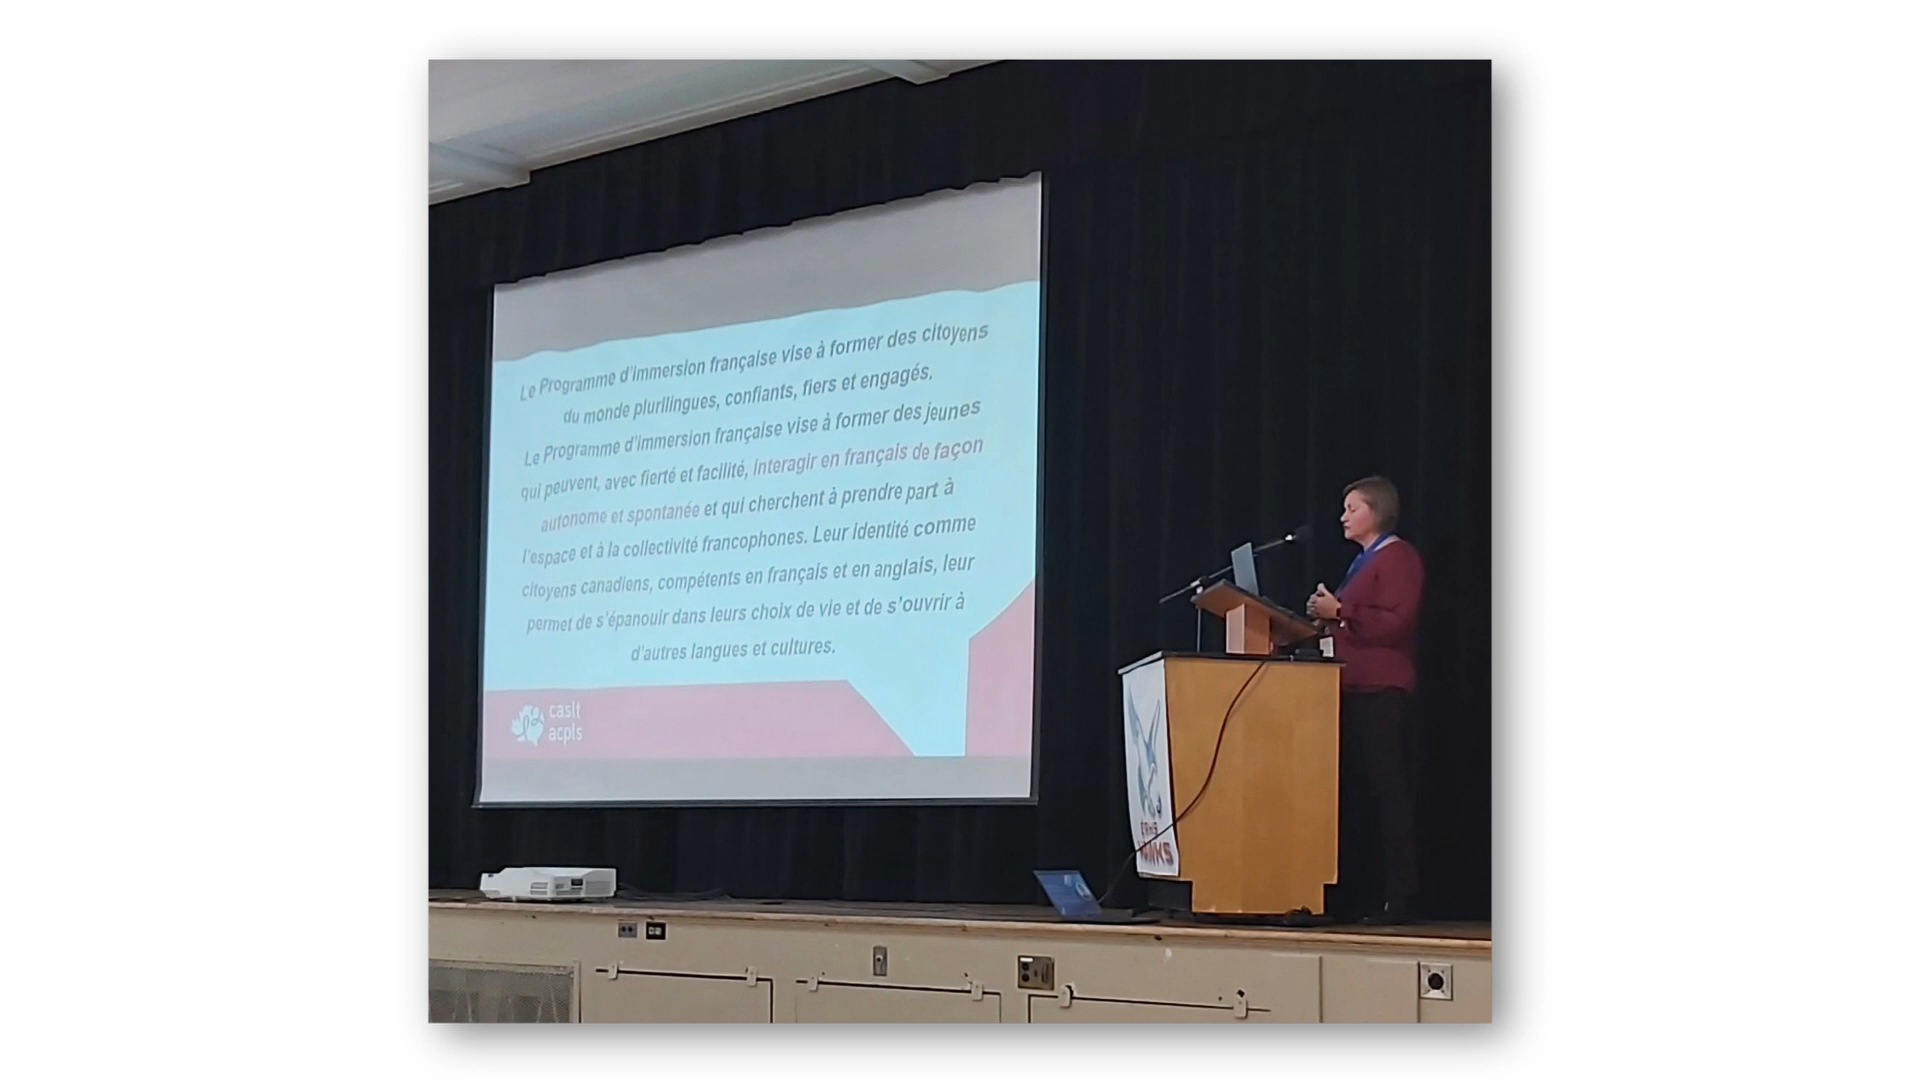 Le Programme d'immersion française vise à former des citoyens
du monde plurilingues, confiants, fiers et engagés.
Le Programme d'immersion française vise à former des jeunes
qui peuvent, avec fierté et facilité, interagir en français de façon
autonome et spontanée et qui cherchent à prendre part à
l'espace et à la collectivité francophones. Leur identité comme
citoyens canadiens, compétents en français et en anglais, leur
permet de s'épanouir dans leurs choix de vie et de s'ouvrir à
d'autres langues et cultures.
caslt
acpls